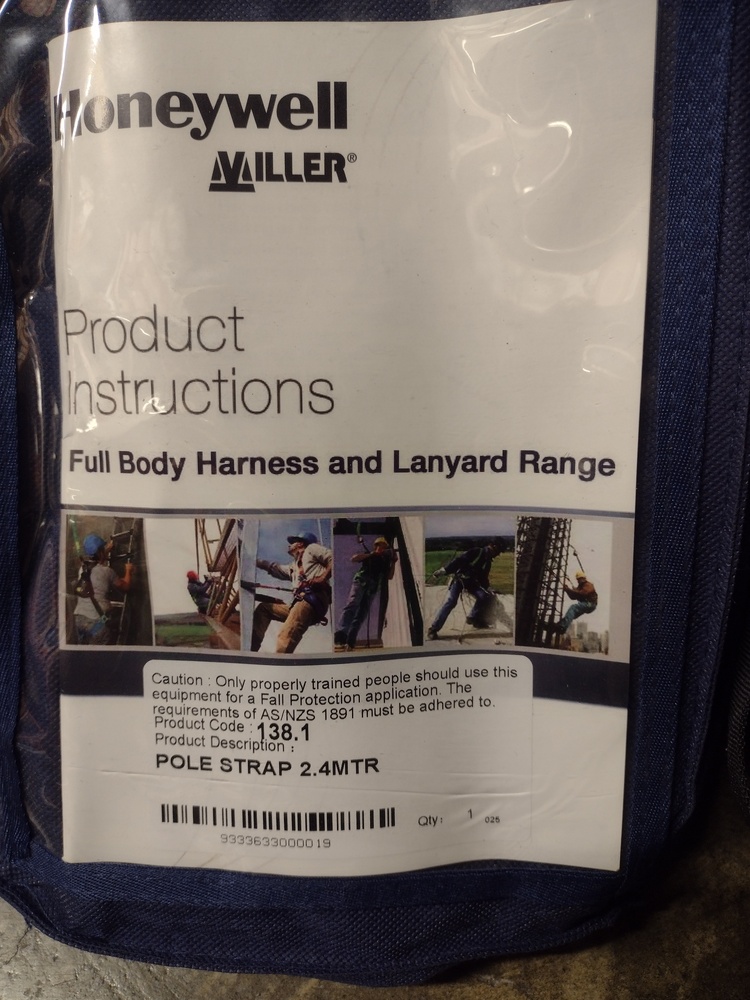 Honeywell
MILLER®
Product
Instructions
Full Body Harness and Lanyard Range
Caution : Only properly trained people should use this
equipment for a Fall Protection application. The
requirements of AS/NZS 1891 must be adhered to.
Product Code : 138.1
Product Description :
POLE STRAP 2.4MTR
Qty: 1 025
9333633000019